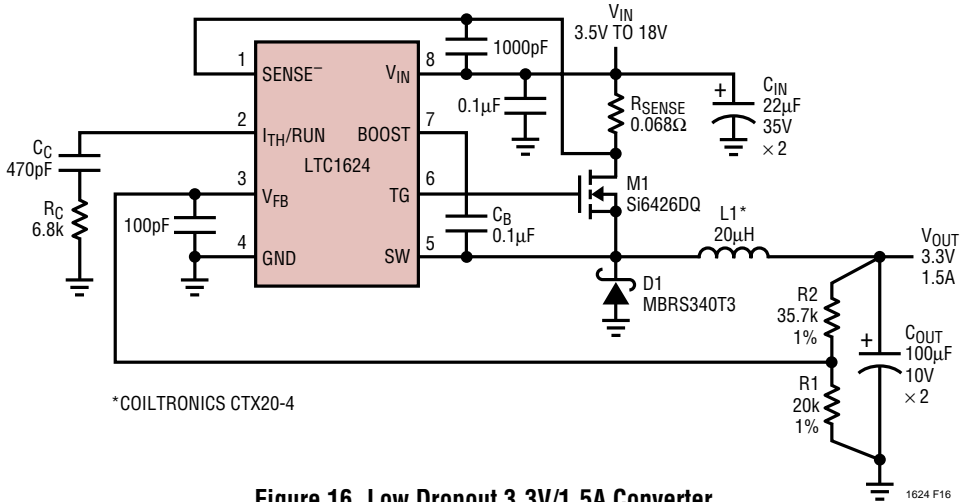 V_IN
3.5V TO 18V
1000pF
1
SENSE⁻
V_IN
8
0.1µF
R_SENSE
0.068Ω
+
C_IN
22µF
35V
× 2
2
I_TH/RUN
BOOST
7
LTC1624
C_C
470pF
3
V_FB
TG
6
M1
Si6426DQ
R_C
6.8k
100pF
C_B
0.1µF
L1*
20µH
4
GND
SW
5
V_OUT
3.3V
1.5A
D1
MBRS340T3
R2
35.7k
1%
+
C_OUT
100µF
10V
× 2
R1
20k
1%
*COILTRONICS CTX20-4
1624 F16
Figure 16. Low Dropout 3.3V/1.5A Converter